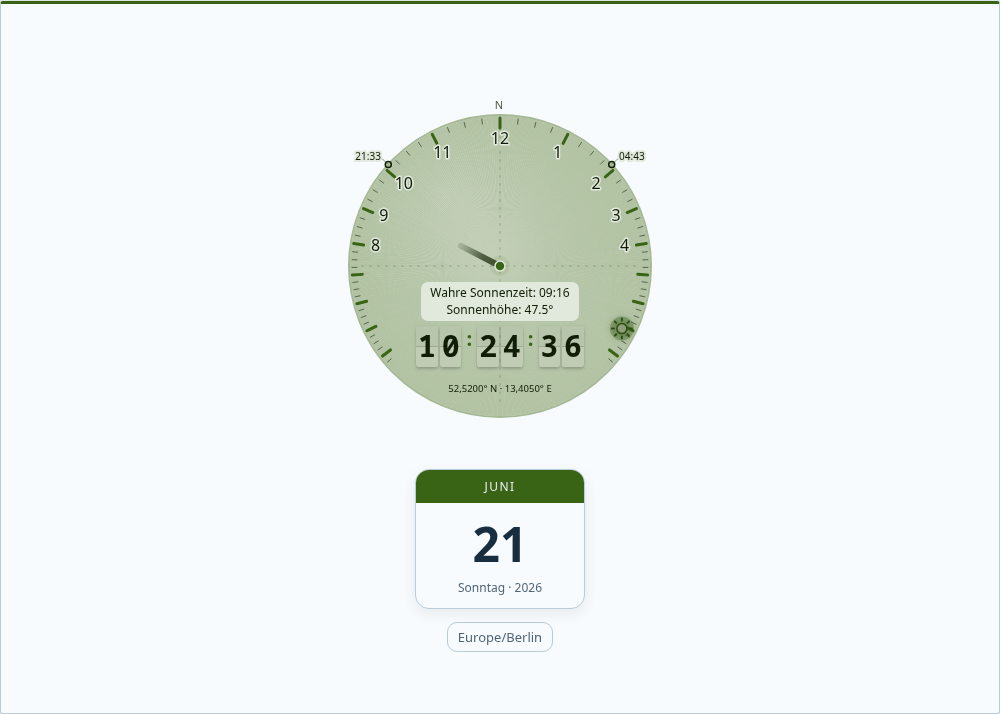 N
12
11
1
21:33
04:43
10
2
9
3
8
4
Wahre Sonnenzeit: 09:16
Sonnenhöhe: 47.5°
10:24:36
52,5200° N · 13,4050° E
JUNI
21
Sonntag · 2026
Europe/Berlin